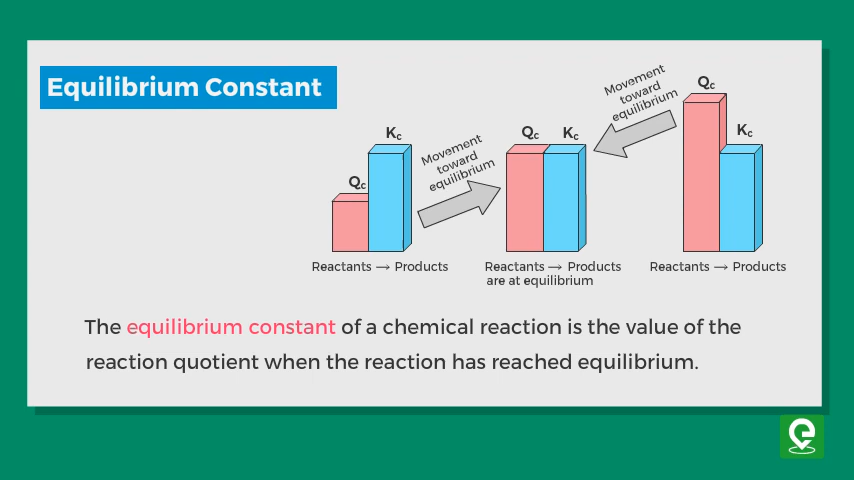 Equilibrium Constant
Qc
Kc
Movement
toward
equilibrium
Reactants → Products
Qc
Kc
Reactants → Products
are at equilibrium
Movement
toward
equilibrium
Qc
Kc
Reactants → Products
The equilibrium constant of a chemical reaction is the value of the
reaction quotient when the reaction has reached equilibrium.